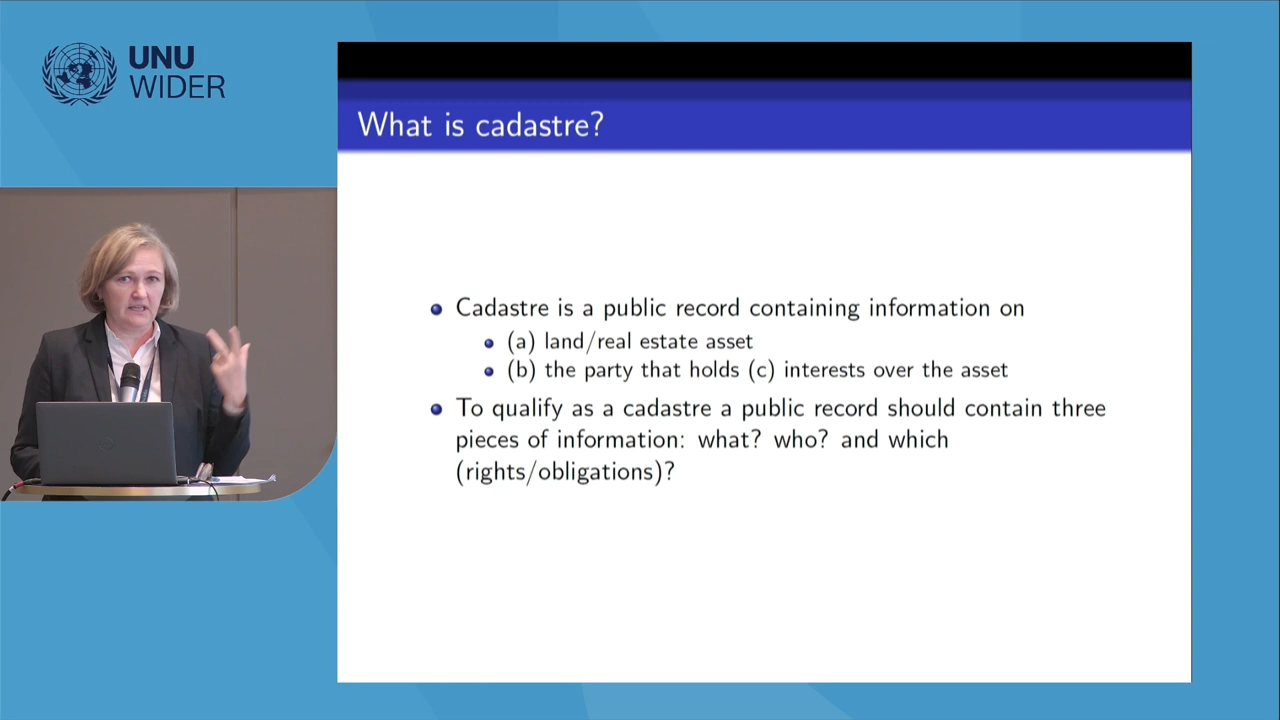 UNU
WIDER
What is cadastre?
Cadastre is a public record containing information on
(a) land/real estate asset
(b) the party that holds (c) interests over the asset
To qualify as a cadastre a public record should contain three
pieces of information: what? who? and which
(rights/obligations)?